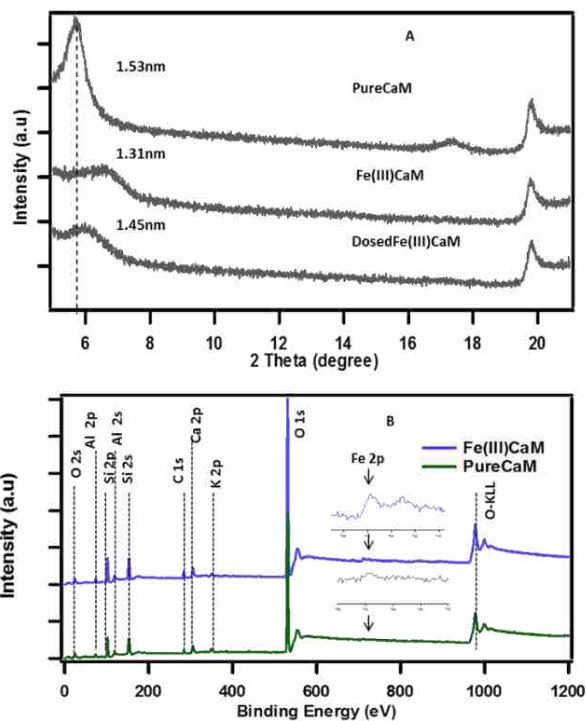 A
1.53nm
PureCaM
1.31nm
Fe(III)CaM
1.45nm
DosedFe(III)CaM
Intensity (a.u)
6 8 10 12 14 16 18 20
2 Theta (degree)
B
O 2s
Al 2p
Si 2p
Al 2s
Si 2s
C 1s
Ca 2p
K 2p
O 1s
Fe 2p
O-KLL
Fe(III)CaM
PureCaM
Intensity (a.u)
0 200 400 600 800 1000 1200
Binding Energy (eV)